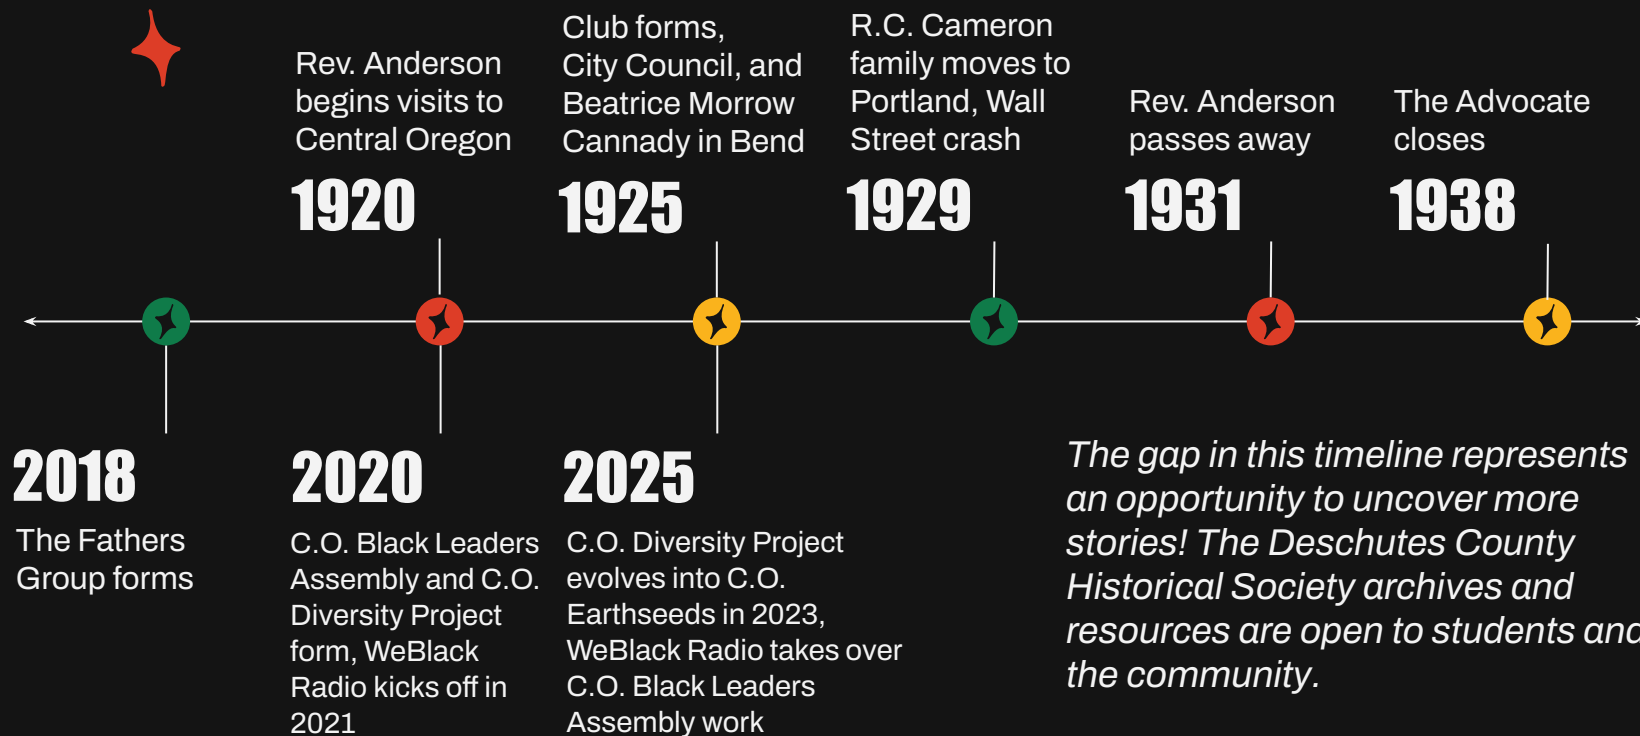 Rev. Anderson
begins visits to
Central Oregon
1920
Club forms,
City Council, and
Beatrice Morrow
Cannady in Bend
1925
R.C. Cameron
family moves to
Portland, Wall
Street crash
1929
Rev. Anderson
passes away
1931
The Advocate
closes
1938
2018
The Fathers
Group forms
2020
C.O. Black Leaders
Assembly and C.O.
Diversity Project
form, WeBlack
Radio kicks off in
2021
2025
C.O. Diversity Project
evolves into C.O.
Earthseeds in 2023,
WeBlack Radio takes over
C.O. Black Leaders
Assembly work
The gap in this timeline represents
an opportunity to uncover more
stories! The Deschutes County
Historical Society archives and
resources are open to students and
the community.